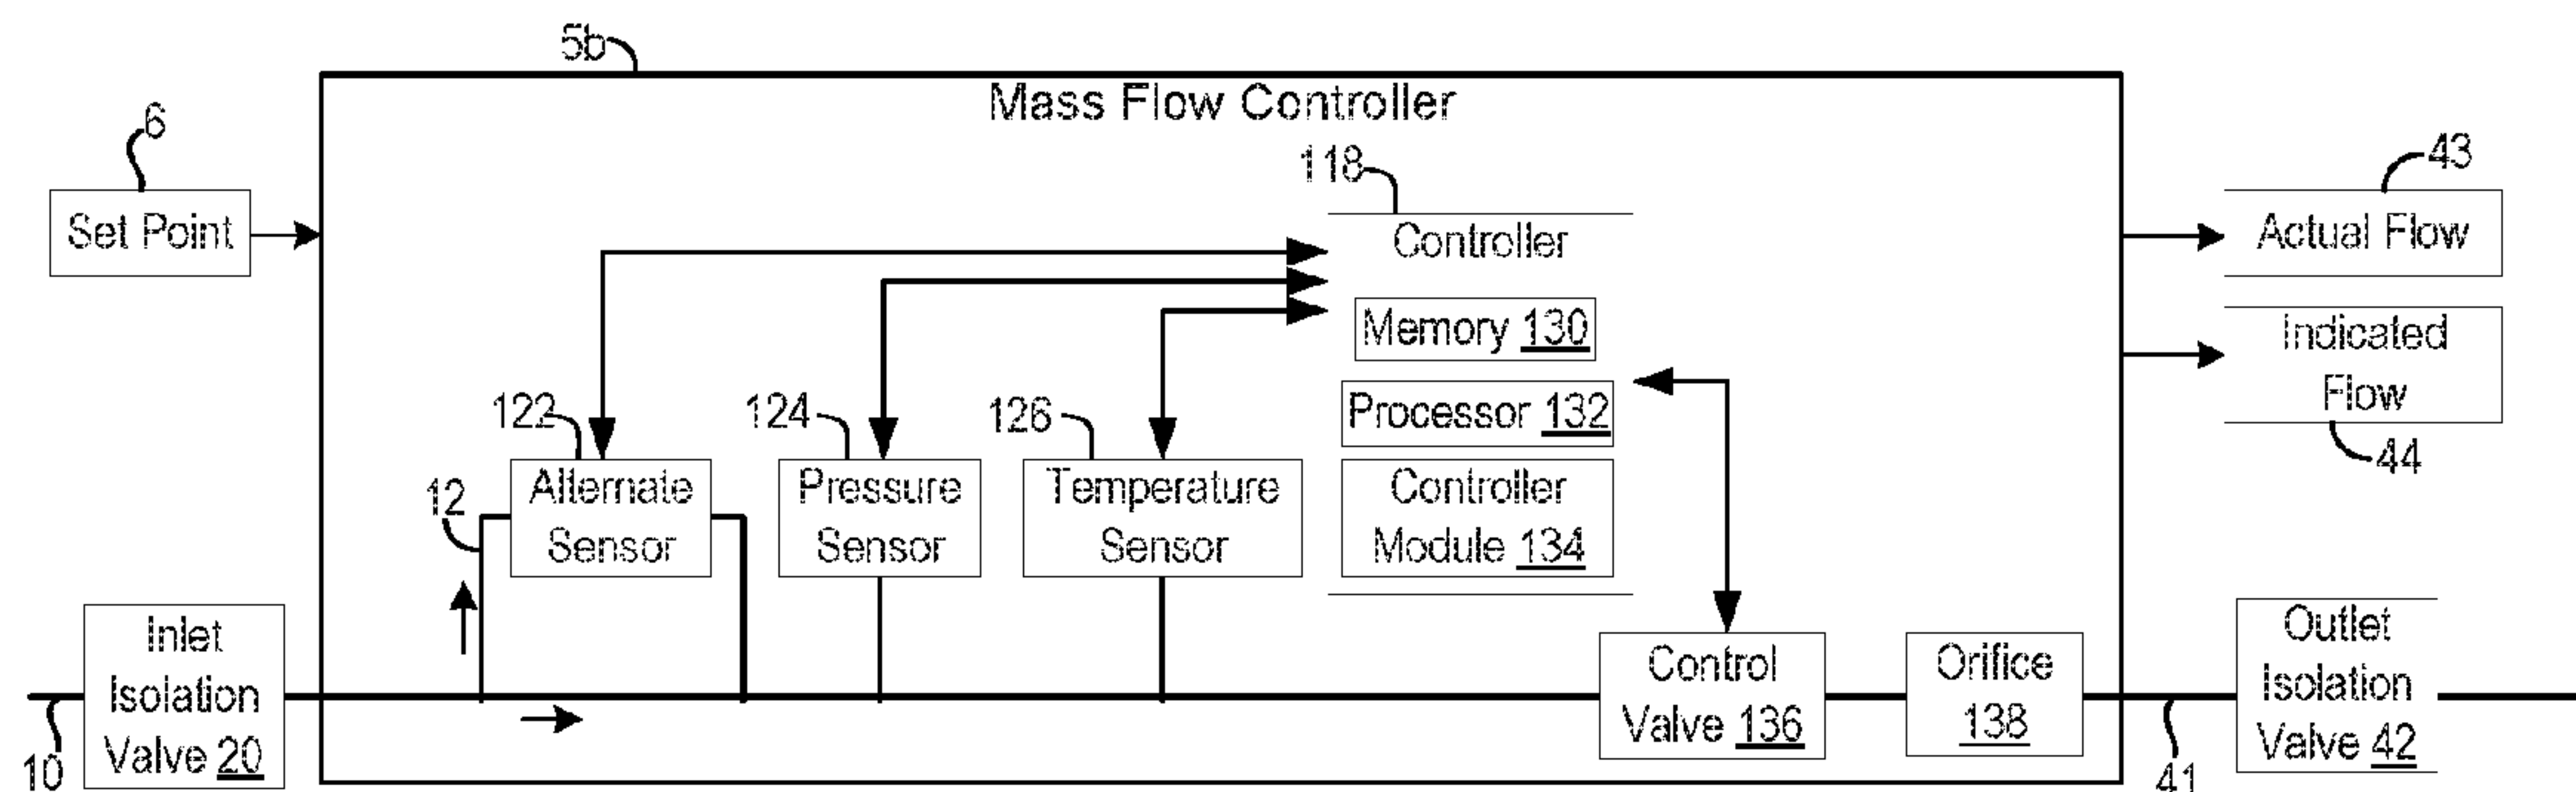 5b
Mass Flow Controller
6
Set Point
118
Controller
43
Actual Flow
Memory 130
Indicated
Flow
44
Processor 132
122
124
126
12
Alternate
Sensor
Pressure
Sensor
Temperature
Sensor
Controller
Module 134
Inlet
Isolation
Valve 20
10
Control
Valve 136
Orifice
138
41
Outlet
Isolation
Valve 42